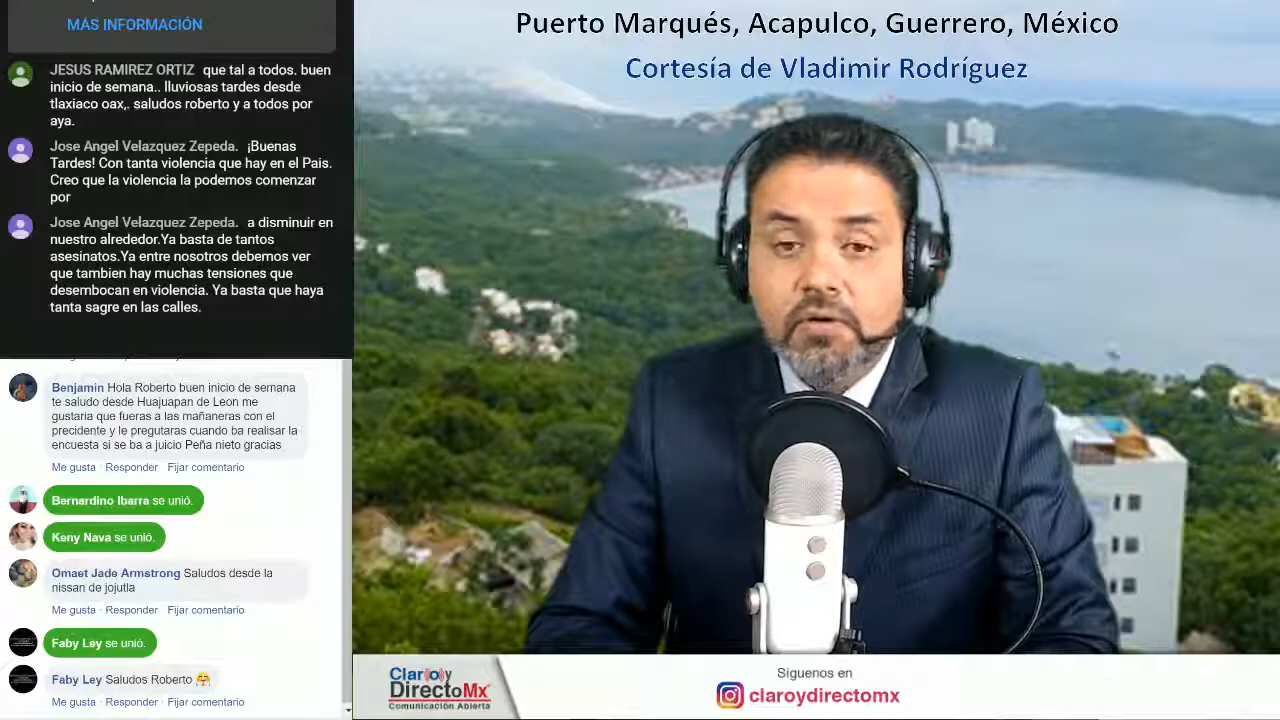 MÁS INFORMACIÓN
JESUS RAMIREZ ORTIZ que tal a todos. buen
inicio de semana.. lluviosas tardes desde
tlaxiaco oax,. saludos roberto y a todos por
aya.
Jose Angel Velazquez Zepeda. ¡Buenas
Tardes! Con tanta violencia que hay en el Pais.
Creo que la violencia la podemos comenzar
por
Jose Angel Velazquez Zepeda. a disminuir en
nuestro alrededor.Ya basta de tantos
asesinatos.Ya entre nosotros debemos ver
que tambien hay muchas tensiones que
desembocan en violencia. Ya basta que haya
tanta sagre en las calles.
Benjamin Hola Roberto buen inicio de semana
te saludo desde Huajuapan de Leon me
gustaria que fueras a las mañaneras con el
precidente y le pregutaras cuando ba realisar la
encuesta si se ba a juicio Peña nieto gracias
Me gusta · Responder · Fijar comentario
Bernardino Ibarra se unió.
Keny Nava se unió.
Omaet Jade Armstrong Saludos desde la
nissan de jojutla
Me gusta · Responder · Fijar comentario
Faby Ley se unió.
Faby Ley Saludos Roberto 🤗
Me gusta · Responder · Fijar comentario
Puerto Marqués, Acapulco, Guerrero, México
Cortesía de Vladimir Rodríguez
Claro y
DirectoMx
Comunicación Abierta
Síguenos en
claroydirectomx